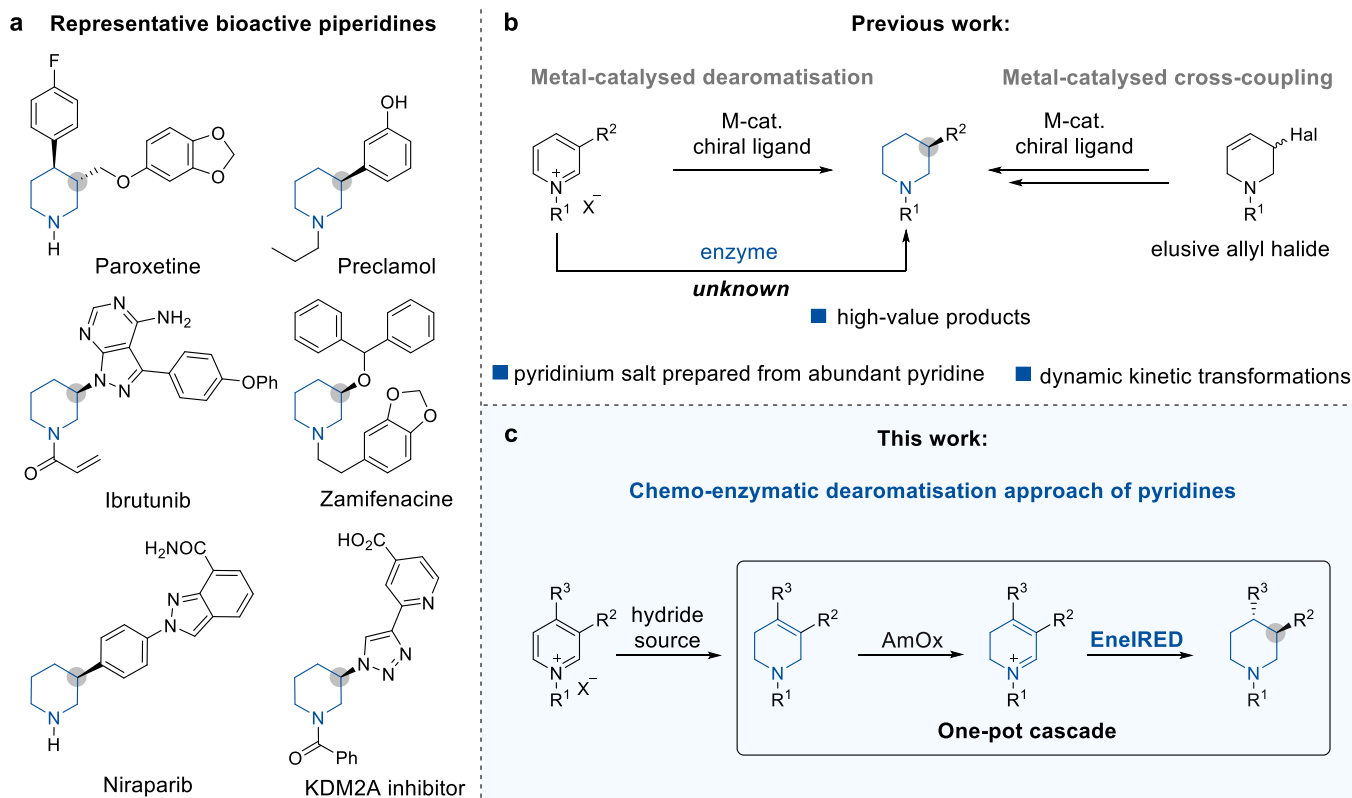 a Representative bioactive piperidines
F
O
O
O
N
H
Paroxetine
OH
N
Preclamol
N
N
NH2
N
N
OPh
N
O
Ibrutunib
O
N
O
O
Zamifenacine
H2NOC
N
N
N
H
Niraparib
HO2C
N
N
N
N
N
O
Ph
KDM2A inhibitor
b Previous work:
Metal-catalysed dearomatisation
Metal-catalysed cross-coupling
R2
+
N
R1
X−
M-cat.
chiral ligand
R2
N
R1
M-cat.
chiral ligand
Hal
N
R1
elusive allyl halide
enzyme
unknown
high-value products
pyridinium salt prepared from abundant pyridine
dynamic kinetic transformations
c This work:
Chemo-enzymatic dearomatisation approach of pyridines
R3
R2
+
N
R1
X−
hydride
source
R3
R2
N
R1
AmOx
R3
R2
+
N
R1
EneIRED
R3
R2
N
R1
One-pot cascade